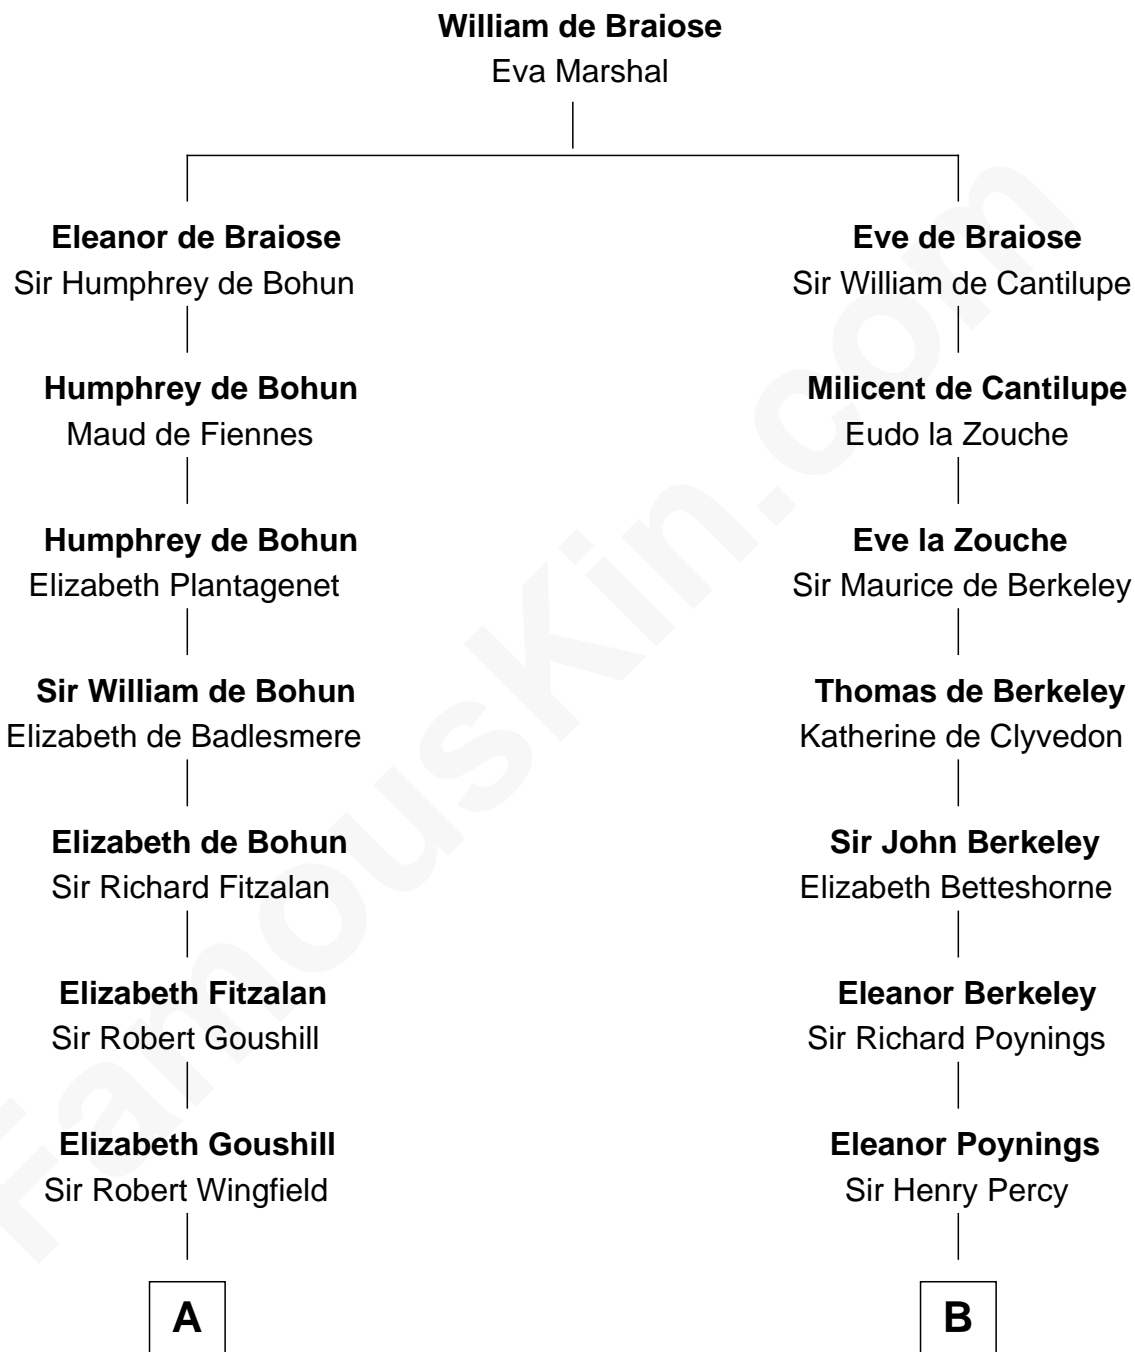 William de Braiose
Eva Marshal
Eleanor de Braiose
Sir Humphrey de Bohun
Eve de Braiose
Sir William de Cantilupe
Humphrey de Bohun
Maud de Fiennes
Milicent de Cantilupe
Eudo la Zouche
Humphrey de Bohun
Elizabeth Plantagenet
Eve la Zouche
Sir Maurice de Berkeley
Sir William de Bohun
Elizabeth de Badlesmere
Thomas de Berkeley
Katherine de Clyvedon
Elizabeth de Bohun
Sir Richard Fitzalan
Sir John Berkeley
Elizabeth Betteshorne
Elizabeth Fitzalan
Sir Robert Goushill
Eleanor Berkeley
Sir Richard Poynings
Elizabeth Goushill
Sir Robert Wingfield
Eleanor Poynings
Sir Henry Percy
A
B
FamousKin.com